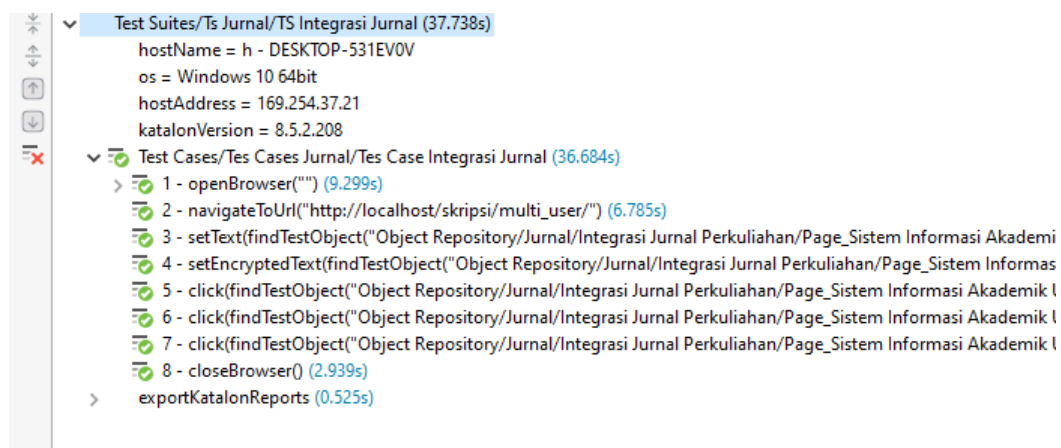 Test Suites/Ts Jurnal/TS Integrasi Jurnal (37.738s)
hostName = h - DESKTOP-531EV0V
os = Windows 10 64bit
hostAddress = 169.254.37.21
katalonVersion = 8.5.2.208
Test Cases/Tes Cases Jurnal/Tes Case Integrasi Jurnal (36.684s)
1 - openBrowser("") (9.299s)
2 - navigateToUrl("http://localhost/skripsi/multi_user/") (6.785s)
3 - setText(findTestObject("Object Repository/Jurnal/Integrasi Jurnal Perkuliahan/Page_Sistem Informasi Akademi
4 - setEncryptedText(findTestObject("Object Repository/Jurnal/Integrasi Jurnal Perkuliahan/Page_Sistem Informas
5 - click(findTestObject("Object Repository/Jurnal/Integrasi Jurnal Perkuliahan/Page_Sistem Informasi Akademik U
6 - click(findTestObject("Object Repository/Jurnal/Integrasi Jurnal Perkuliahan/Page_Sistem Informasi Akademik U
7 - click(findTestObject("Object Repository/Jurnal/Integrasi Jurnal Perkuliahan/Page_Sistem Informasi Akademik U
8 - closeBrowser() (2.939s)
exportKatalonReports (0.525s)